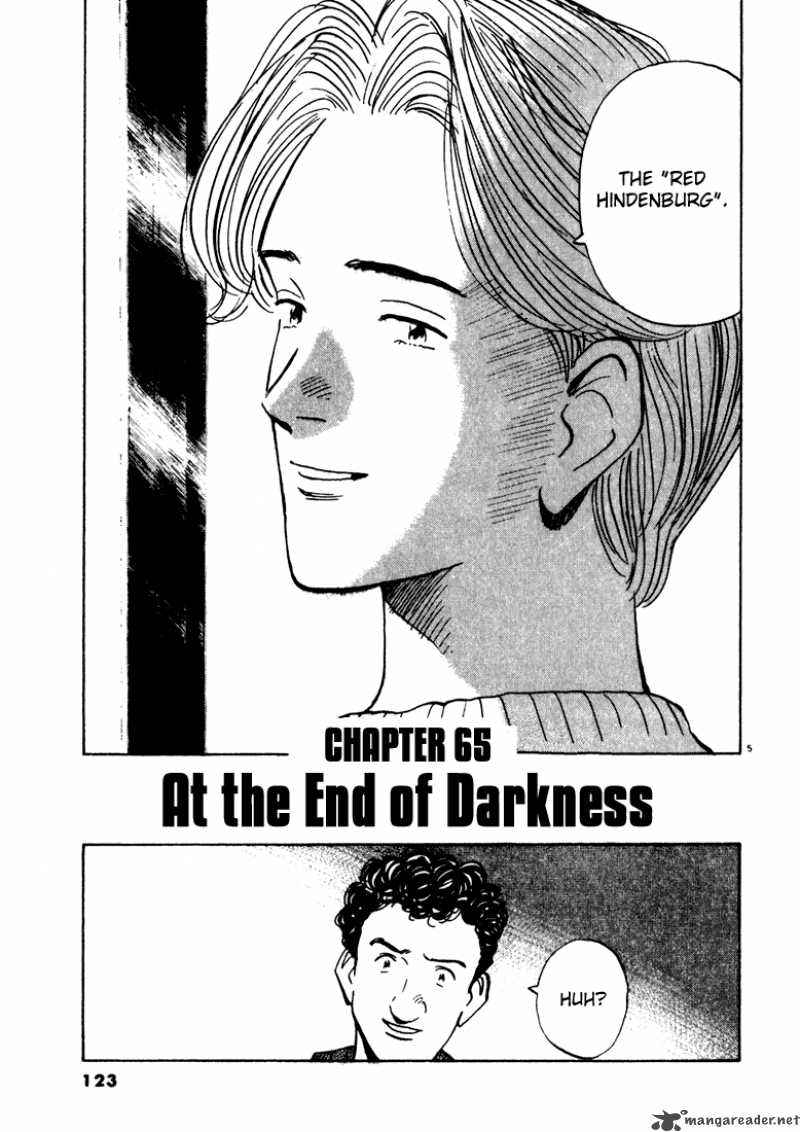 THE "RED
HINDENBURG".
5
CHAPTER 65
At the End of Darkness
HUH?
123
mangareader.net